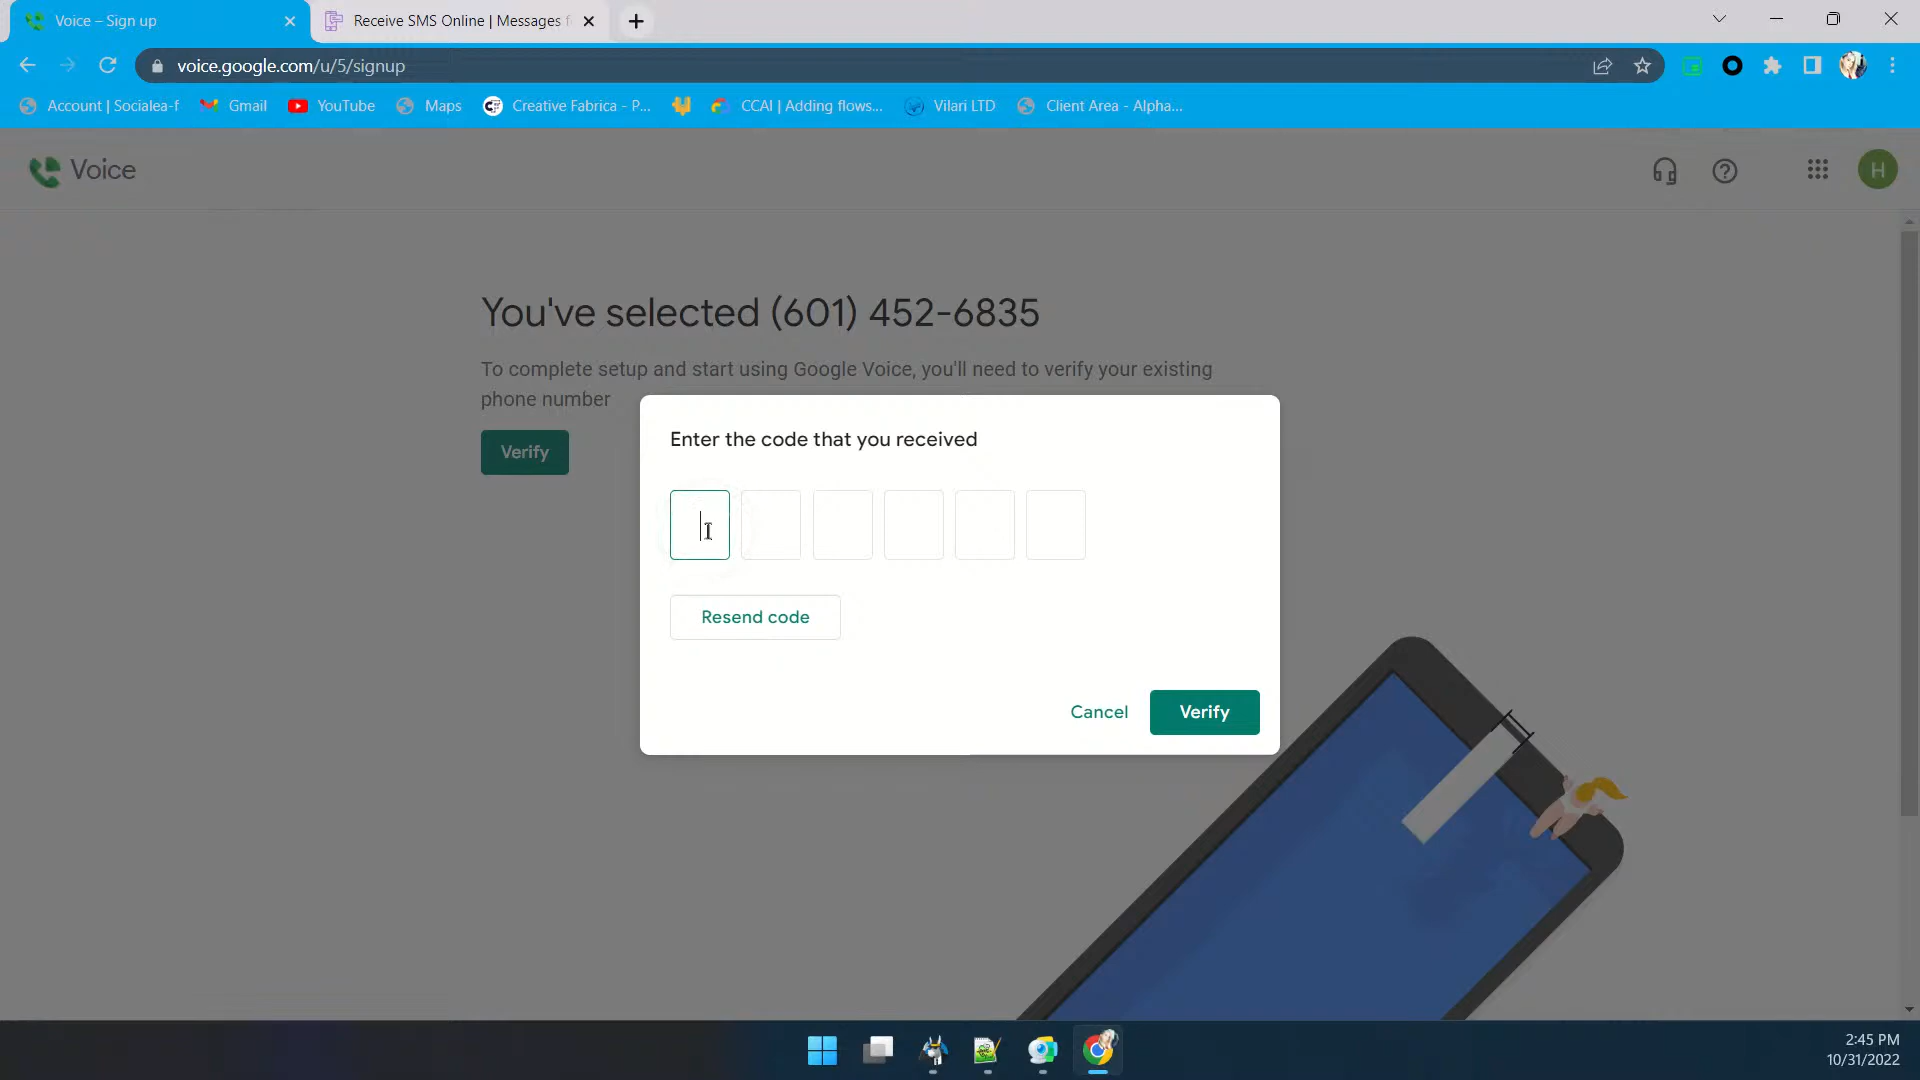 Voice – Sign up
Receive SMS Online | Messages f
voice.google.com/u/5/signup
Account | Socialea-f
Gmail
YouTube
Maps
Creative Fabrica - P...
CCAI | Adding flows...
Vilari LTD
Client Area - Alpha...
Voice
H
You've selected (601) 452-6835
To complete setup and start using Google Voice, you'll need to verify your existing
phone number
Verify
Enter the code that you received
Resend code
Cancel
Verify
2:45 PM
10/31/2022